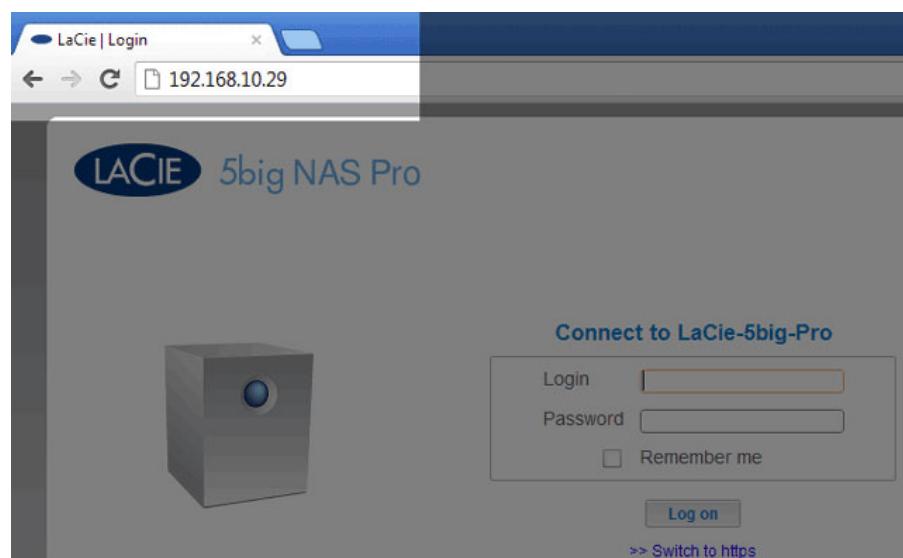 LaCie | Login
192.168.10.29
LACIE 5big NAS Pro
Connect to LaCie-5big-Pro
Login
Password
Remember me
Log on
>> Switch to https